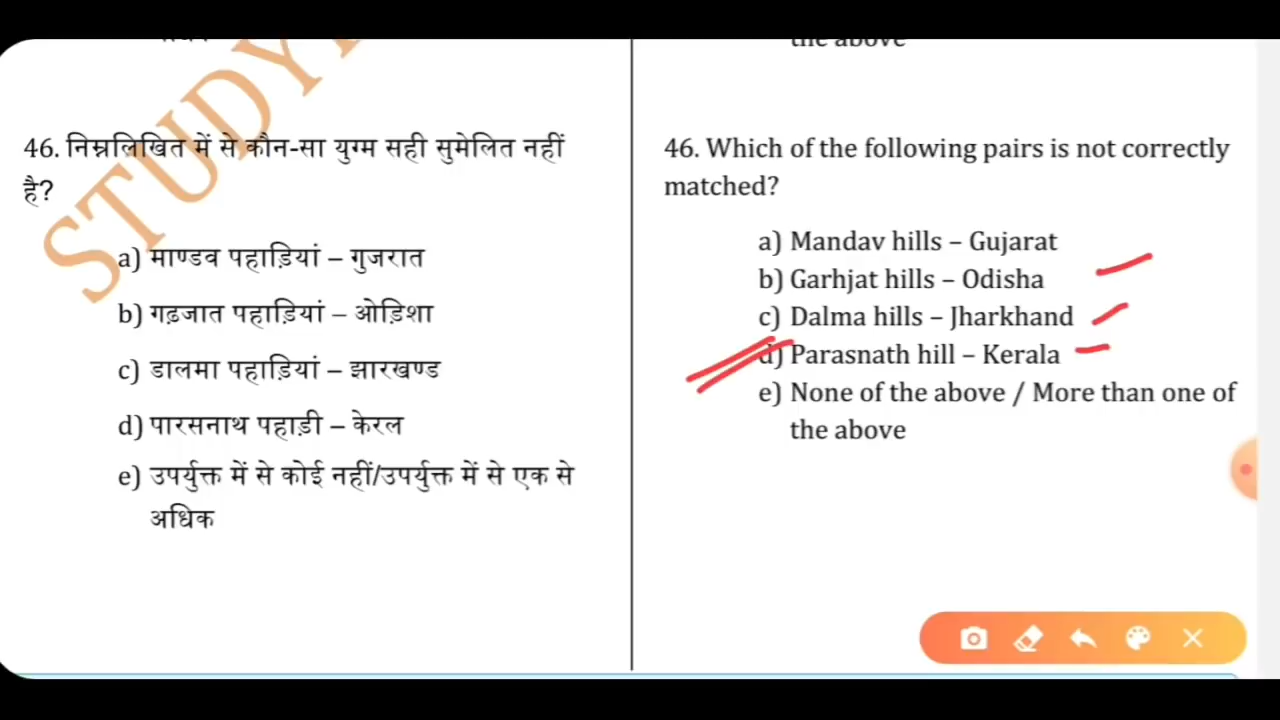 the above
STUDY
46. निम्नलिखित में से कौन-सा युग्म सही सुमेलित नहीं
है?
a) माण्डव पहाड़ियां – गुजरात
b) गढ़जात पहाड़ियां – ओड़िशा
c) डालमा पहाड़ियां – झारखण्ड
d) पारसनाथ पहाड़ी – केरल
e) उपर्युक्त में से कोई नहीं/उपर्युक्त में से एक से
अधिक
46. Which of the following pairs is not correctly
matched?
a) Mandav hills – Gujarat
b) Garhjat hills – Odisha
c) Dalma hills – Jharkhand
d) Parasnath hill – Kerala
e) None of the above / More than one of
the above